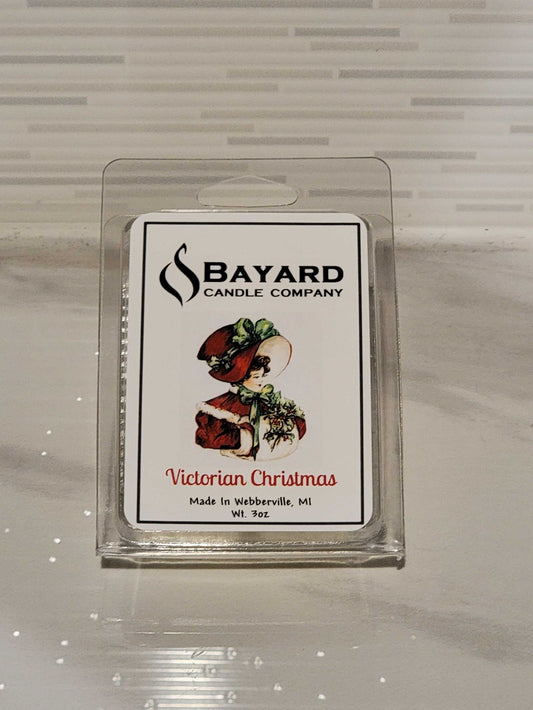 BAYARD
CANDLE COMPANY
Victorian Christmas
Made In Webberville, MI
Wt. 3oz